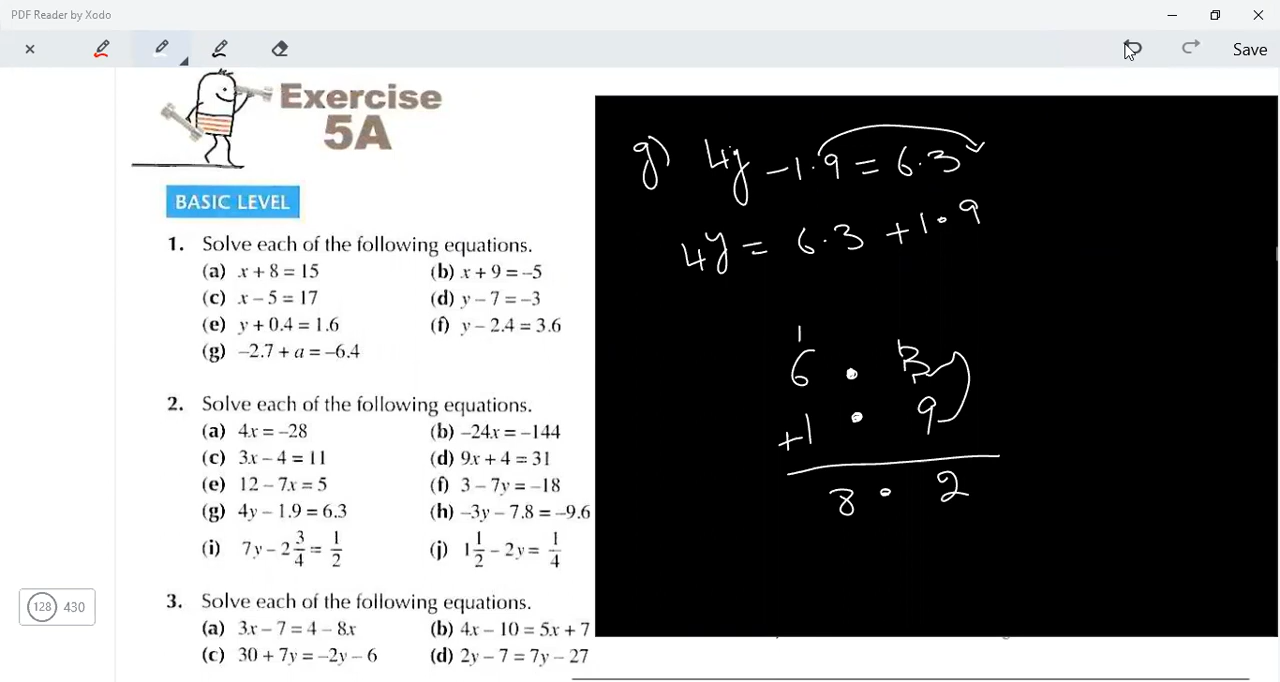 PDF Reader by Xodo
Save
Exercise
5A
BASIC LEVEL
1. Solve each of the following equations.
(a) x + 8 = 15 (b) x + 9 = –5
(c) x – 5 = 17 (d) y – 7 = –3
(e) y + 0.4 = 1.6 (f) y – 2.4 = 3.6
(g) –2.7 + a = –6.4
2. Solve each of the following equations.
(a) 4x = –28 (b) –24x = –144
(c) 3x – 4 = 11 (d) 9x + 4 = 31
(e) 12 – 7x = 5 (f) 3 – 7y = –18
(g) 4y – 1.9 = 6.3 (h) –3y – 7.8 = –9.6
(i) 7y – 2 3/4 = 1/2 (j) 1 1/2 – 2y = 1/4
3. Solve each of the following equations.
(a) 3x – 7 = 4 – 8x (b) 4x – 10 = 5x + 7
(c) 30 + 7y = –2y – 6 (d) 2y – 7 = 7y – 27
128 430
g) 4y – 1.9 = 6.3
4y = 6.3 + 1.9
1
6 . 3
+1 . 9
8 . 2